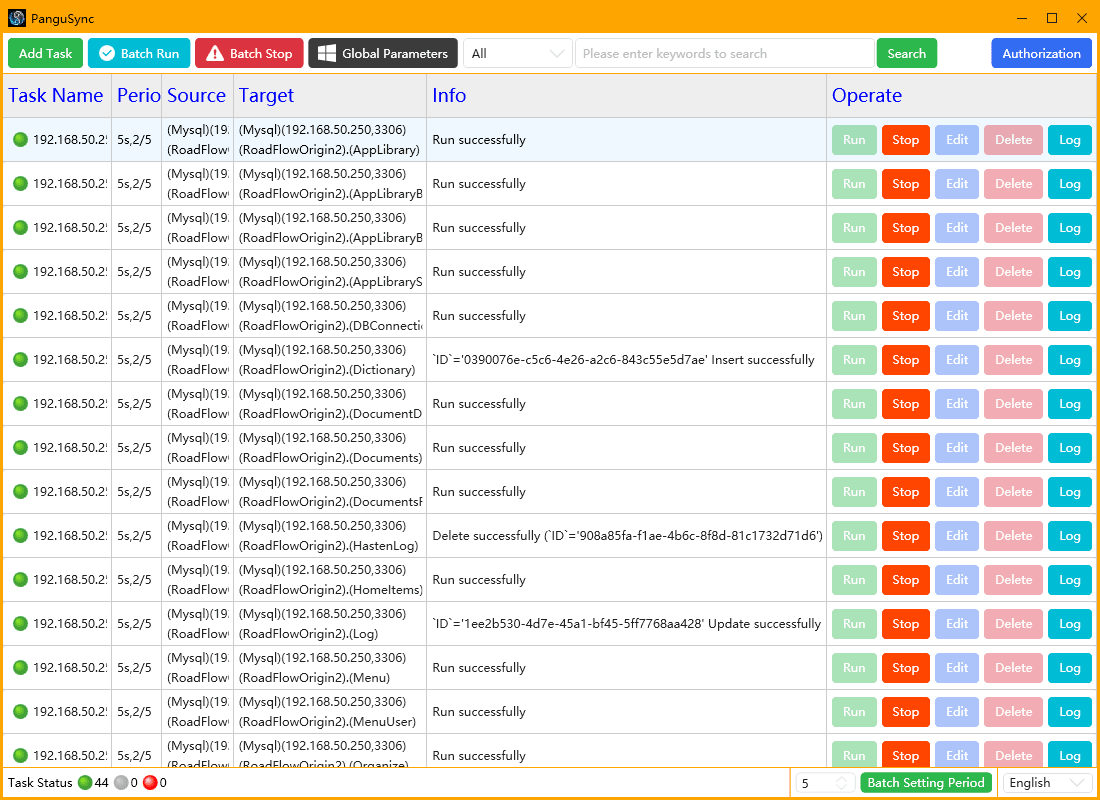 PanguSync
Add Task Batch Run Batch Stop Global Parameters All Please enter keywords to search Search Authorization
Task Name Perio Source Target Info Operate
192.168.50.2 5s,2/5 (Mysql)(19 (Mysql)(192.168.50.250,3306) Run successfully Run Stop Edit Delete Log
(RoadFlow (RoadFlowOrigin2).(AppLibrary)
192.168.50.2 5s,2/5 (Mysql)(19 (Mysql)(192.168.50.250,3306) Run successfully Run Stop Edit Delete Log
(RoadFlow (RoadFlowOrigin2).(AppLibraryB
192.168.50.2 5s,2/5 (Mysql)(19 (Mysql)(192.168.50.250,3306) Run successfully Run Stop Edit Delete Log
(RoadFlow (RoadFlowOrigin2).(AppLibraryB
192.168.50.2 5s,2/5 (Mysql)(19 (Mysql)(192.168.50.250,3306) Run successfully Run Stop Edit Delete Log
(RoadFlow (RoadFlowOrigin2).(AppLibraryS
192.168.50.2 5s,2/5 (Mysql)(19 (Mysql)(192.168.50.250,3306) Run successfully Run Stop Edit Delete Log
(RoadFlow (RoadFlowOrigin2).(DBConnecti
192.168.50.2 5s,2/5 (Mysql)(19 (Mysql)(192.168.50.250,3306) `ID`='0390076e-c5c6-4e26-a2c6-843c55e5d7ae' Insert successfully Run Stop Edit Delete Log
(RoadFlow (RoadFlowOrigin2).(Dictionary)
192.168.50.2 5s,2/5 (Mysql)(19 (Mysql)(192.168.50.250,3306) Run successfully Run Stop Edit Delete Log
(RoadFlow (RoadFlowOrigin2).(DocumentD
192.168.50.2 5s,2/5 (Mysql)(19 (Mysql)(192.168.50.250,3306) Run successfully Run Stop Edit Delete Log
(RoadFlow (RoadFlowOrigin2).(Documents)
192.168.50.2 5s,2/5 (Mysql)(19 (Mysql)(192.168.50.250,3306) Run successfully Run Stop Edit Delete Log
(RoadFlow (RoadFlowOrigin2).(DocumentsF
192.168.50.2 5s,2/5 (Mysql)(19 (Mysql)(192.168.50.250,3306) Delete successfully (`ID`='908a85fa-f1ae-4b6c-8f8d-81c1732d71d6') Run Stop Edit Delete Log
(RoadFlow (RoadFlowOrigin2).(HastenLog)
192.168.50.2 5s,2/5 (Mysql)(19 (Mysql)(192.168.50.250,3306) Run successfully Run Stop Edit Delete Log
(RoadFlow (RoadFlowOrigin2).(HomeItems)
192.168.50.2 5s,2/5 (Mysql)(19 (Mysql)(192.168.50.250,3306) `ID`='1ee2b530-4d7e-45a1-bf45-5ff7768aa428' Update successfully Run Stop Edit Delete Log
(RoadFlow (RoadFlowOrigin2).(Log)
192.168.50.2 5s,2/5 (Mysql)(19 (Mysql)(192.168.50.250,3306) Run successfully Run Stop Edit Delete Log
(RoadFlow (RoadFlowOrigin2).(Menu)
192.168.50.2 5s,2/5 (Mysql)(19 (Mysql)(192.168.50.250,3306) Run successfully Run Stop Edit Delete Log
(RoadFlow (RoadFlowOrigin2).(MenuUser)
192.168.50.2 5s,2/5 (Mysql)(19 (Mysql)(192.168.50.250,3306) Run successfully Run Stop Edit Delete Log
(RoadFlow (RoadFlowOrigin2).(Organize)
Task Status 44 0 0 5 Batch Setting Period English